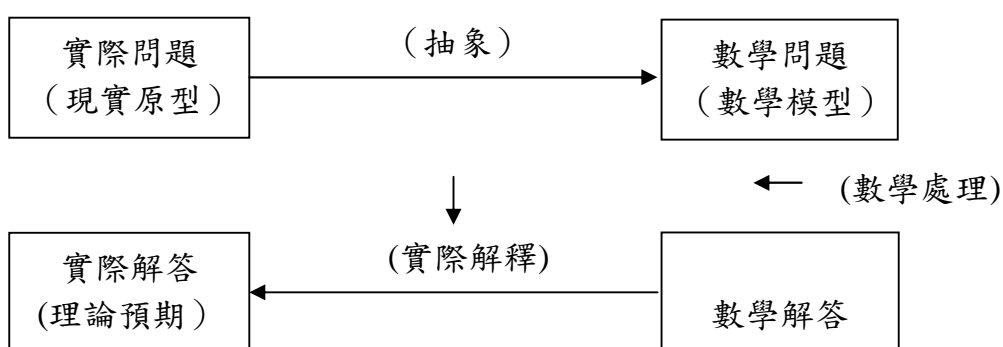 實際問題
（現實原型）
（抽象）
數學問題
（數學模型）
(數學處理)
實際解答
(理論預期）
(實際解釋)
數學解答